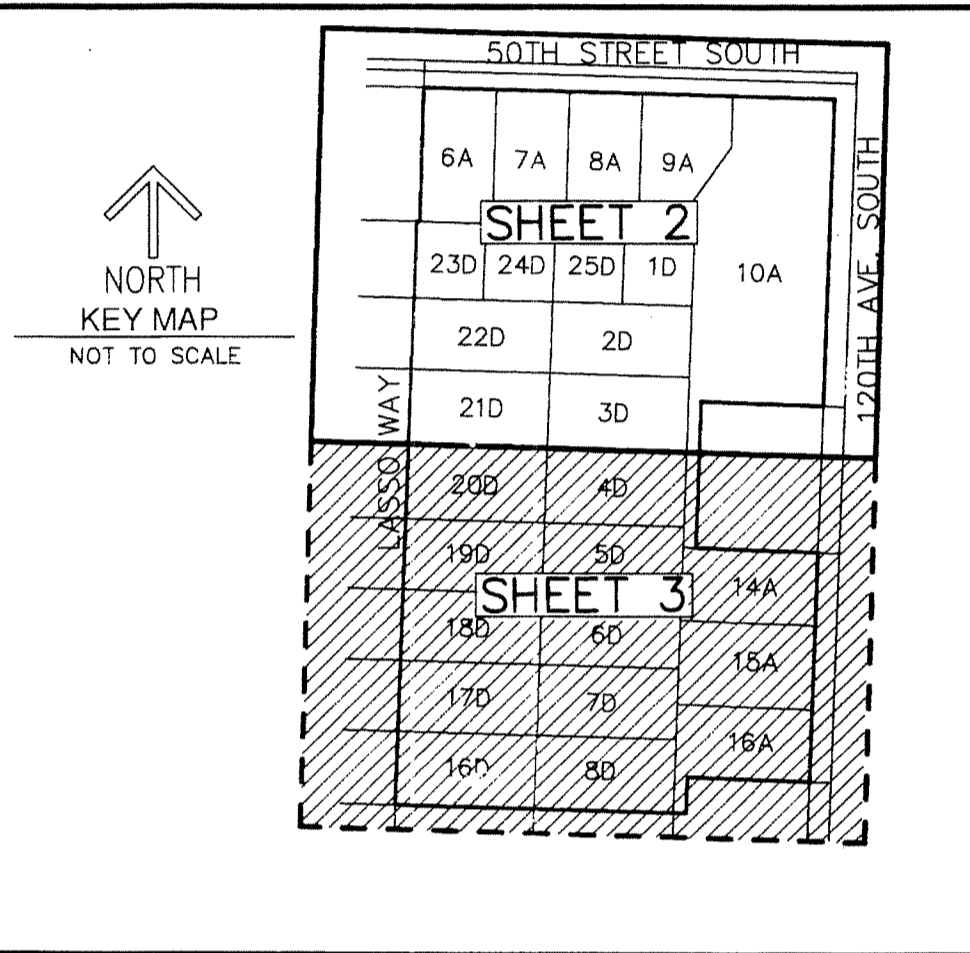 50TH STREET SOUTH
120TH AVE. SOUTH
6A 7A 8A 9A
SHEET 2
23D 24D 25D 1D 10A
22D 2D
21D 3D
LASSO WAY
20D 4D
19D 5D
SHEET 3
14A
18D 6D
15A
17D 7D
16A
16D 8D
NORTH
KEY MAP
NOT TO SCALE